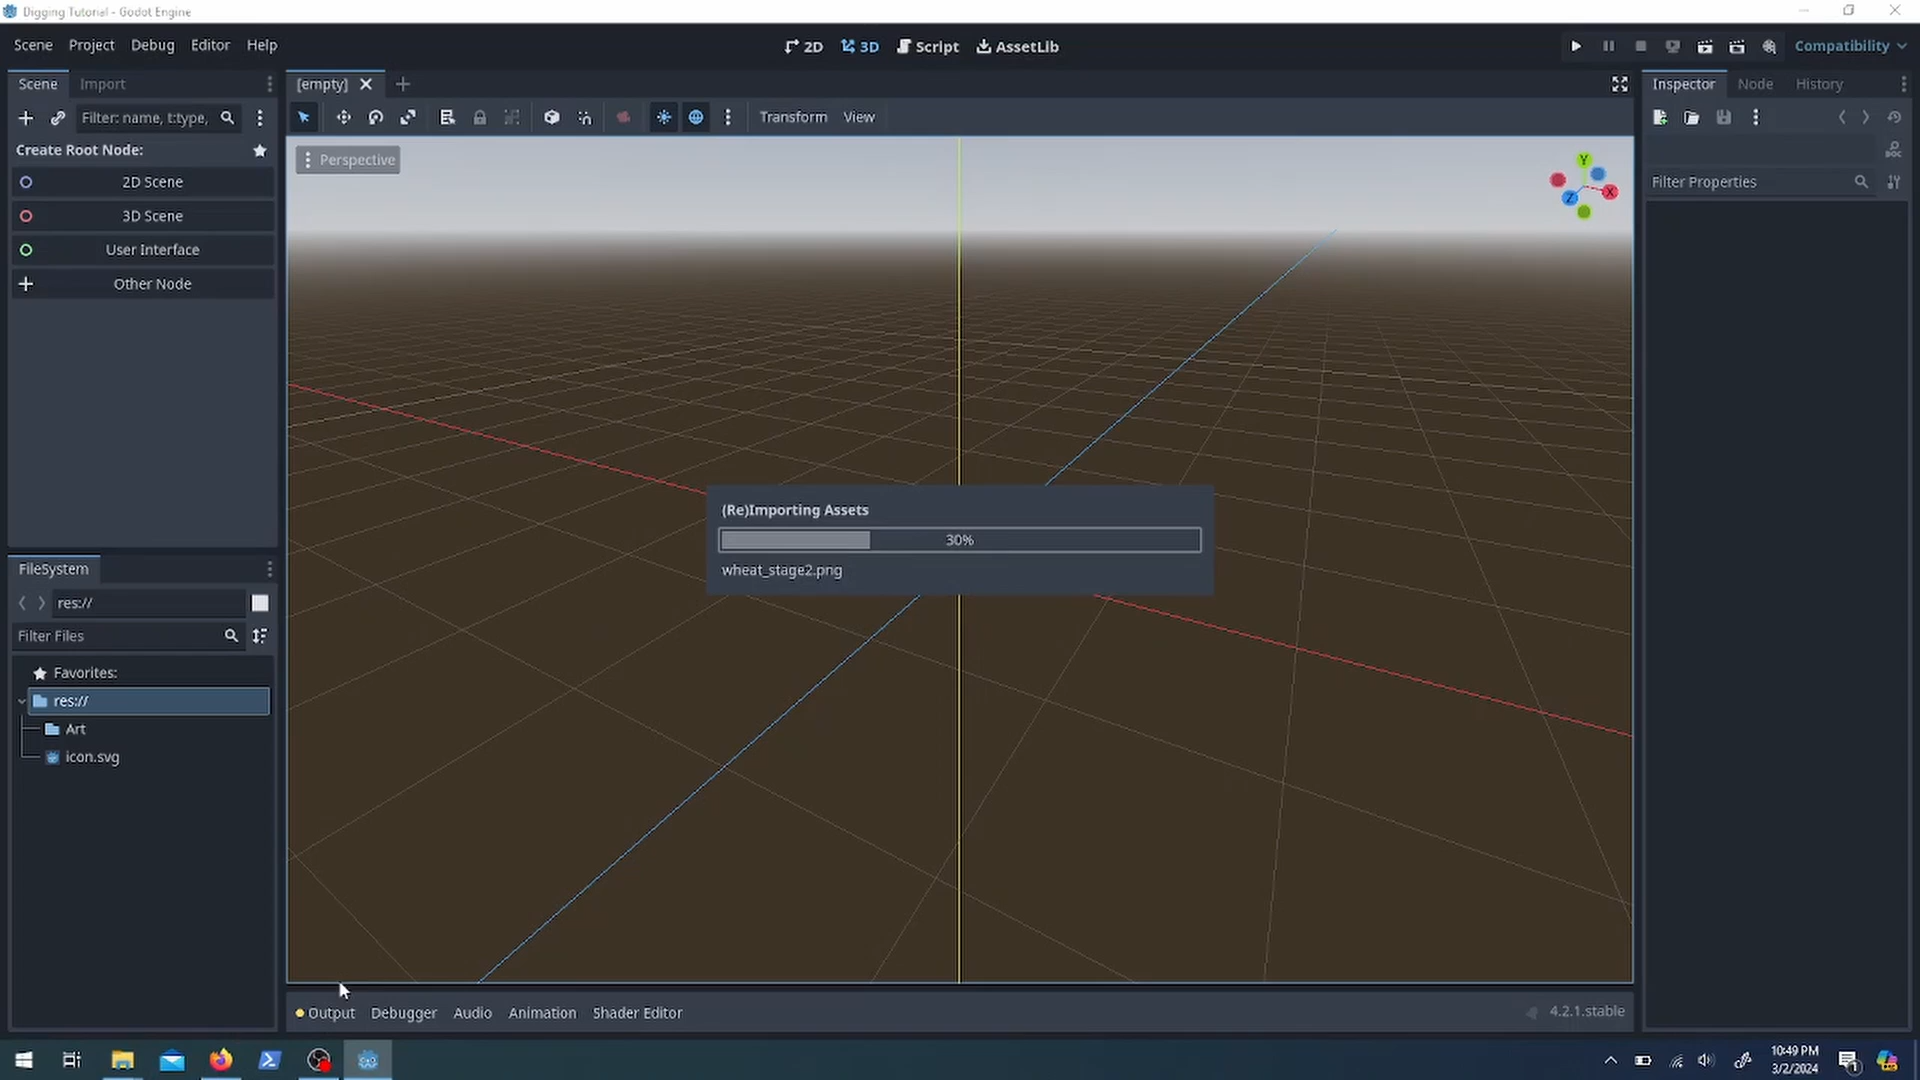 Digging Tutorial - Godot Engine
Scene Project Debug Editor Help
2D 3D Script AssetLib
Compatibility
Scene Import
[empty]
Inspector Node History
Filter: name, t:type,
Transform View
Create Root Node:
Perspective
Y
X
Z
DOC
2D Scene
Filter Properties
3D Scene
User Interface
Other Node
(Re)Importing Assets
30%
wheat_stage2.png
FileSystem
res://
Filter Files
Favorites:
res://
Art
icon.svg
Output Debugger Audio Animation Shader Editor
4.2.1.stable
10:49 PM
3/2/2024
1